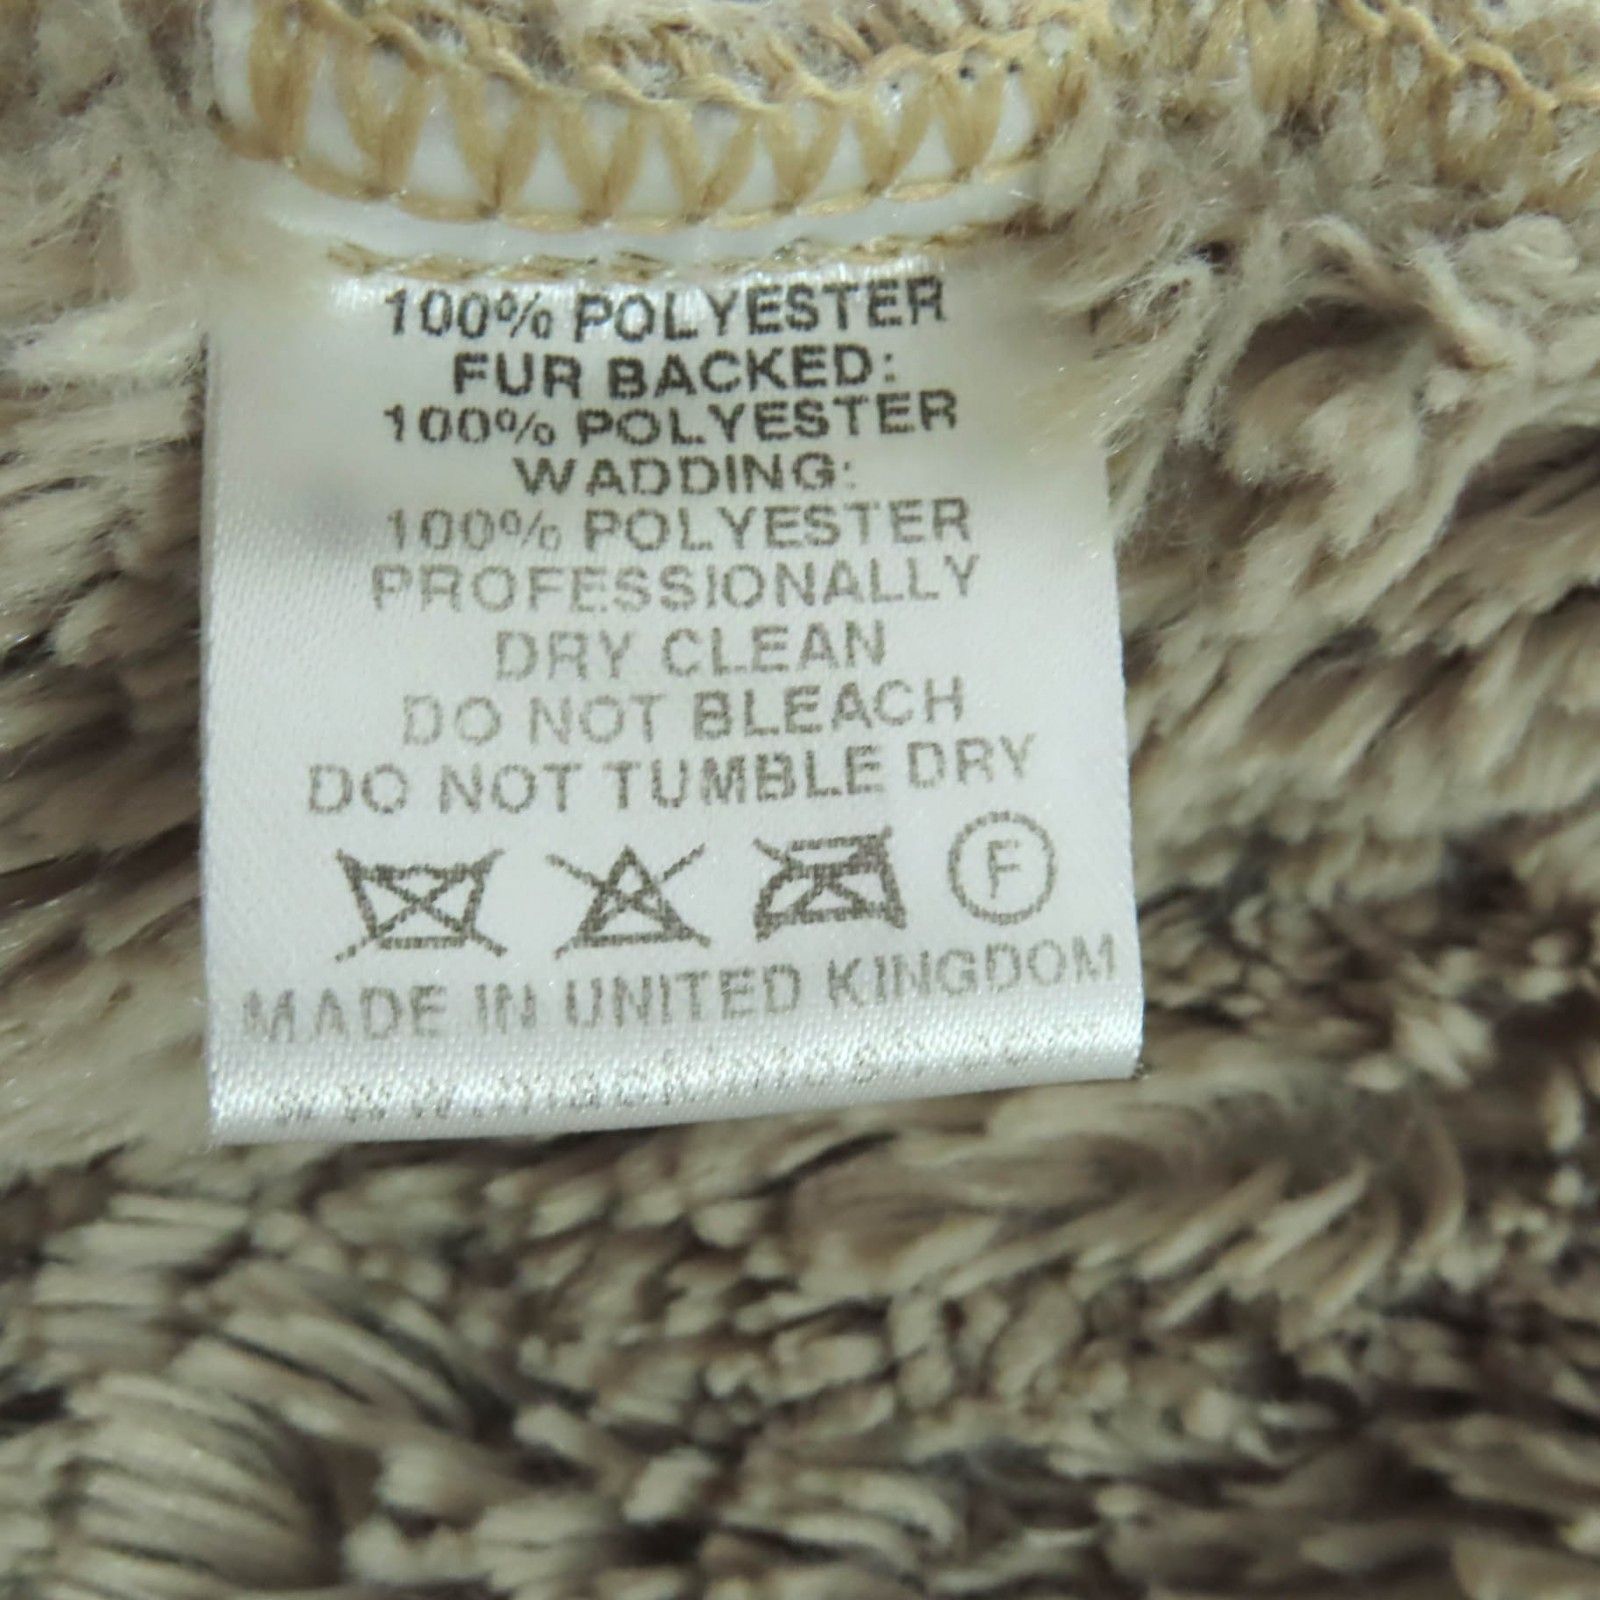 100% POLYESTER
FUR BACKED:
100% POLYESTER
WADDING:
100% POLYESTER
PROFESSIONALLY
DRY CLEAN
DO NOT BLEACH
DO NOT TUMBLE DRY
F
MADE IN UNITED KINGDOM